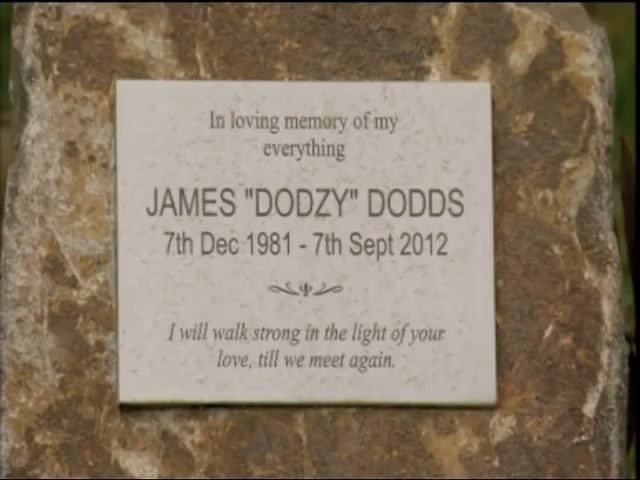 In loving memory of my
everything
JAMES "DODZY" DODDS
7th Dec 1981 - 7th Sept 2012
I will walk strong in the light of your
love, till we meet again.